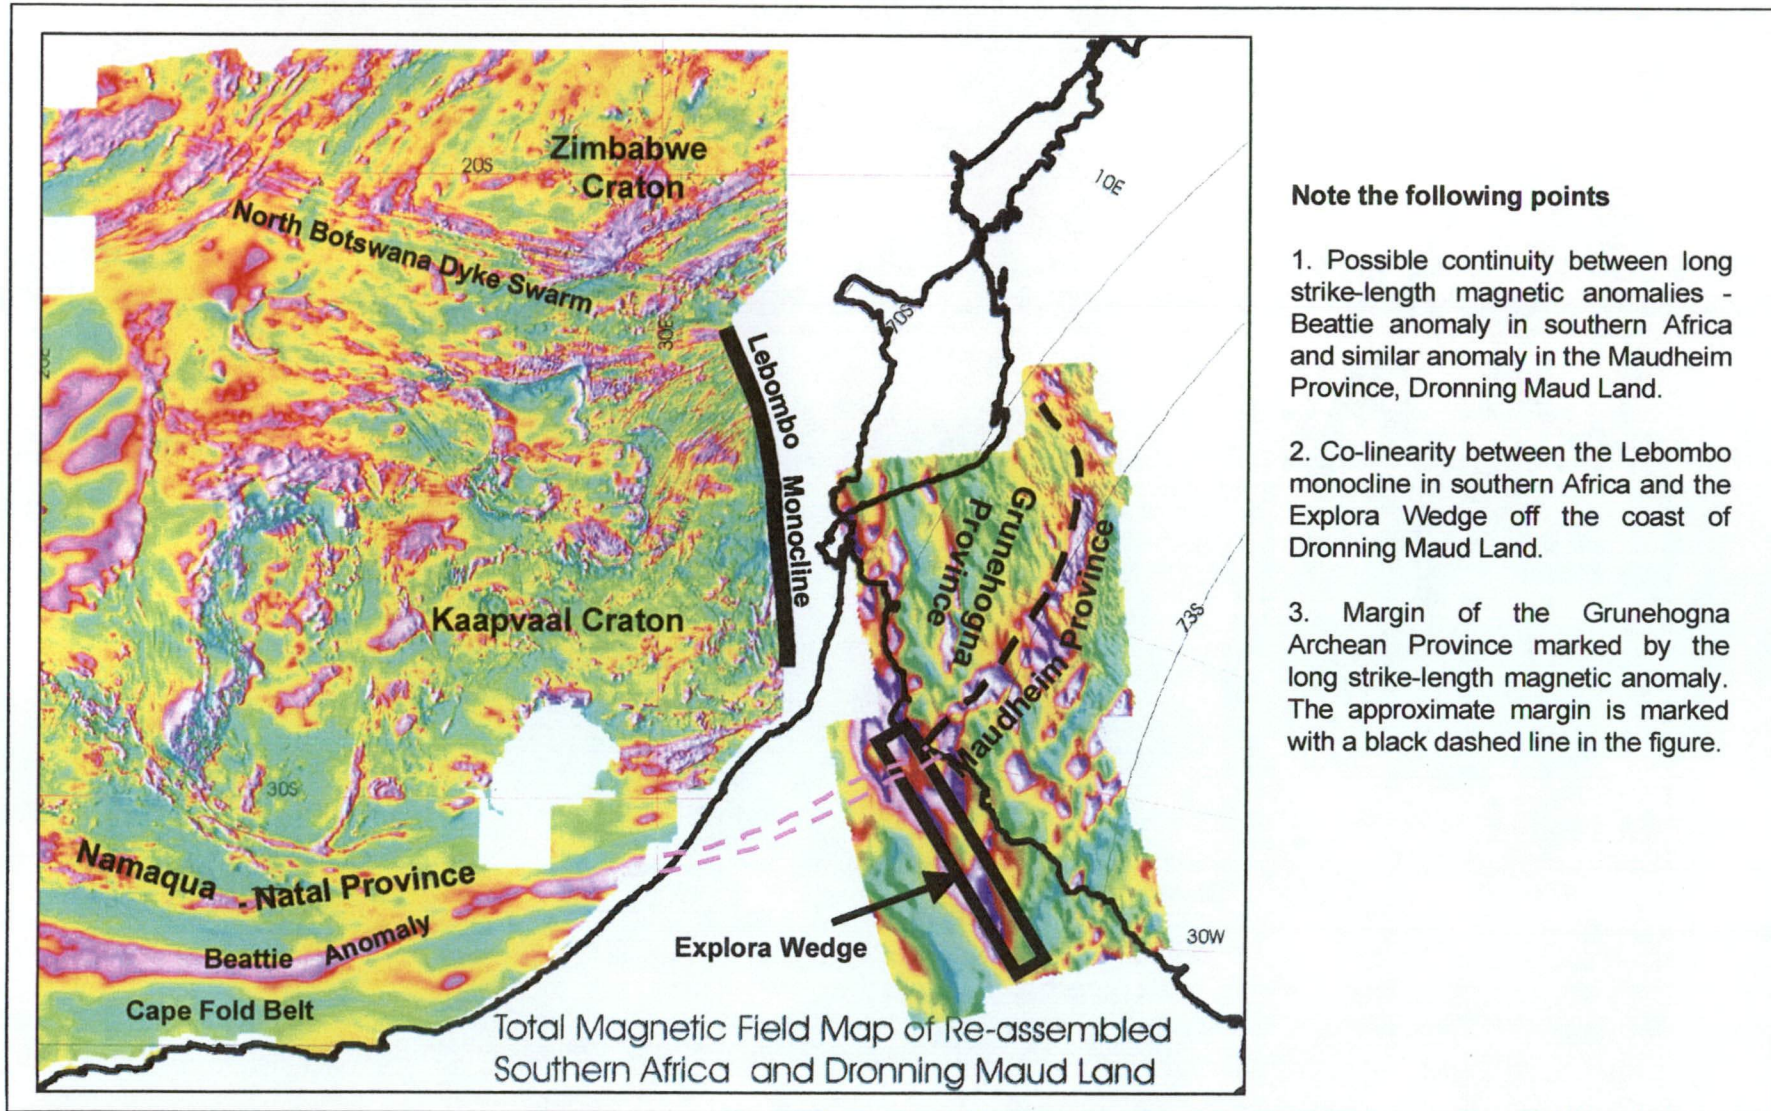 Zimbabwe
Craton
20S
North Botswana Dyke Swarm
30E
Lebombo Monocline
10E
70S
Grunehogna
Province
Maudheim Province
73S
Kaapvaal Craton
30S
Namaqua - Natal Province
Beattie Anomaly
Cape Fold Belt
Explora Wedge
30W
Total Magnetic Field Map of Re-assembled
Southern Africa and Dronning Maud Land
Note the following points
1. Possible continuity between long
strike-length magnetic anomalies -
Beattie anomaly in southern Africa
and similar anomaly in the Maudheim
Province, Dronning Maud Land.
2. Co-linearity between the Lebombo
monocline in southern Africa and the
Explora Wedge off the coast of
Dronning Maud Land.
3. Margin of the Grunehogna
Archean Province marked by the
long strike-length magnetic anomaly.
The approximate margin is marked
with a black dashed line in the figure.